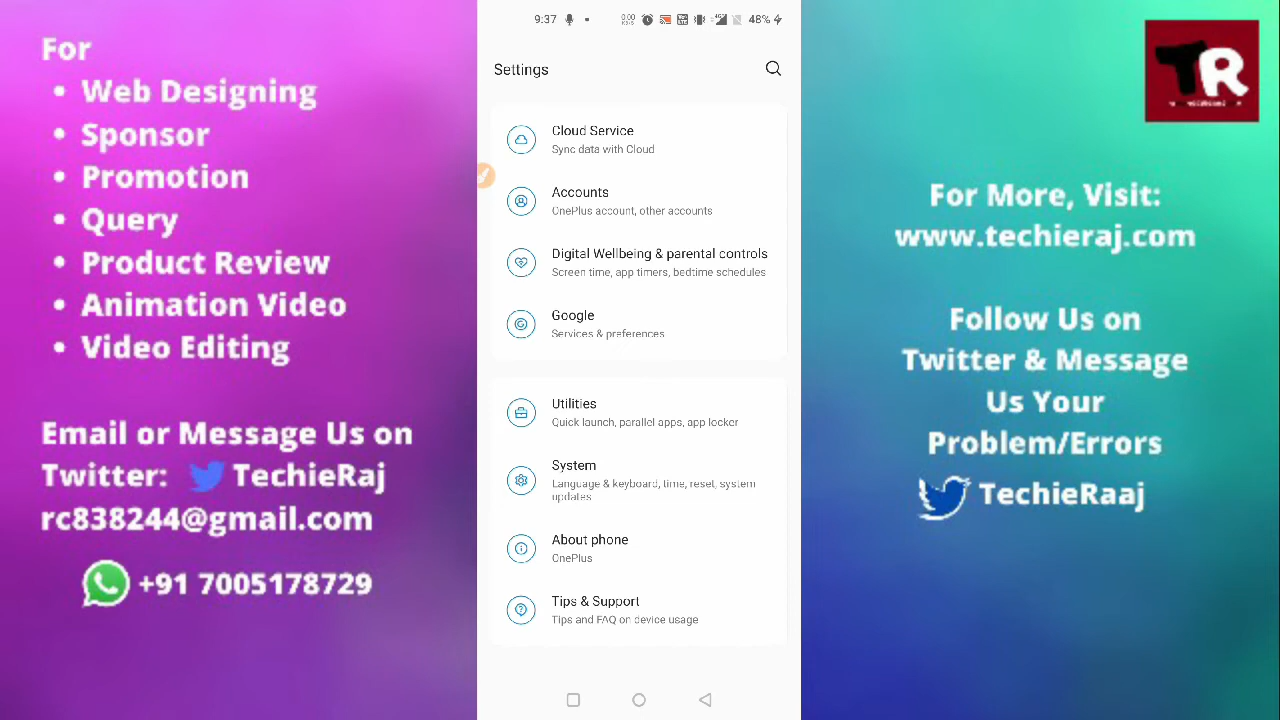 For
• Web Designing
• Sponsor
• Promotion
• Query
• Product Review
• Animation Video
• Video Editing
Email or Message Us on
Twitter: TechieRaj
rc838244@gmail.com
+91 7005178729
9:37
48%
Settings
Cloud Service
Sync data with Cloud
Accounts
OnePlus account, other accounts
Digital Wellbeing & parental controls
Screen time, app timers, bedtime schedules
Google
Services & preferences
Utilities
Quick launch, parallel apps, app locker
System
Language & keyboard, time, reset, system
updates
About phone
OnePlus
Tips & Support
Tips and FAQ on device usage
TR
For More, Visit:
www.techieraj.com
Follow Us on
Twitter & Message
Us Your
Problem/Errors
TechieRaaj